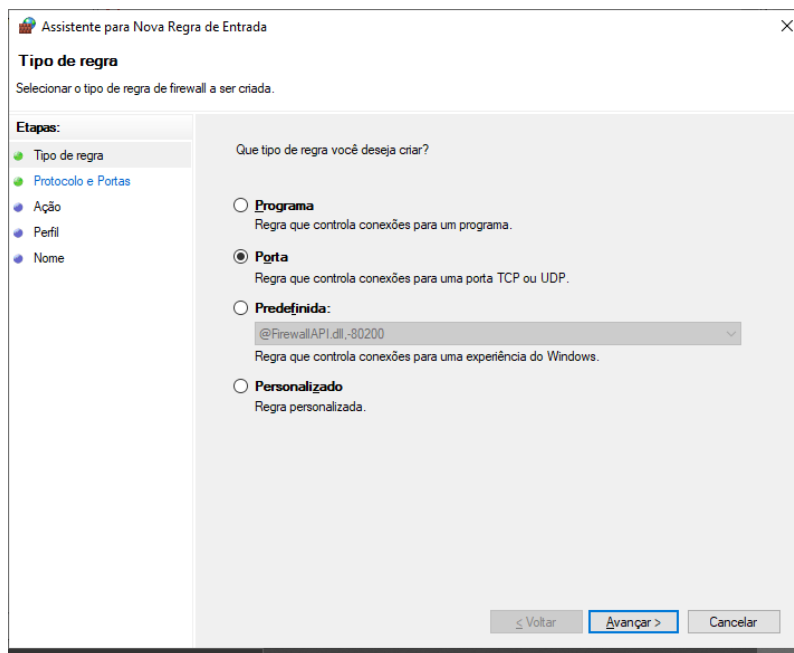 Assistente para Nova Regra de Entrada
Tipo de regra
Selecionar o tipo de regra de firewall a ser criada.
Etapas:
Tipo de regra
Protocolo e Portas
Ação
Perfil
Nome
Que tipo de regra você deseja criar?
Programa
Regra que controla conexões para um programa.
Porta
Regra que controla conexões para uma porta TCP ou UDP.
Predefinida:
@FirewallAPI.dll,-80200
Regra que controla conexões para uma experiência do Windows.
Personalizado
Regra personalizada.
< Voltar
Avançar >
Cancelar